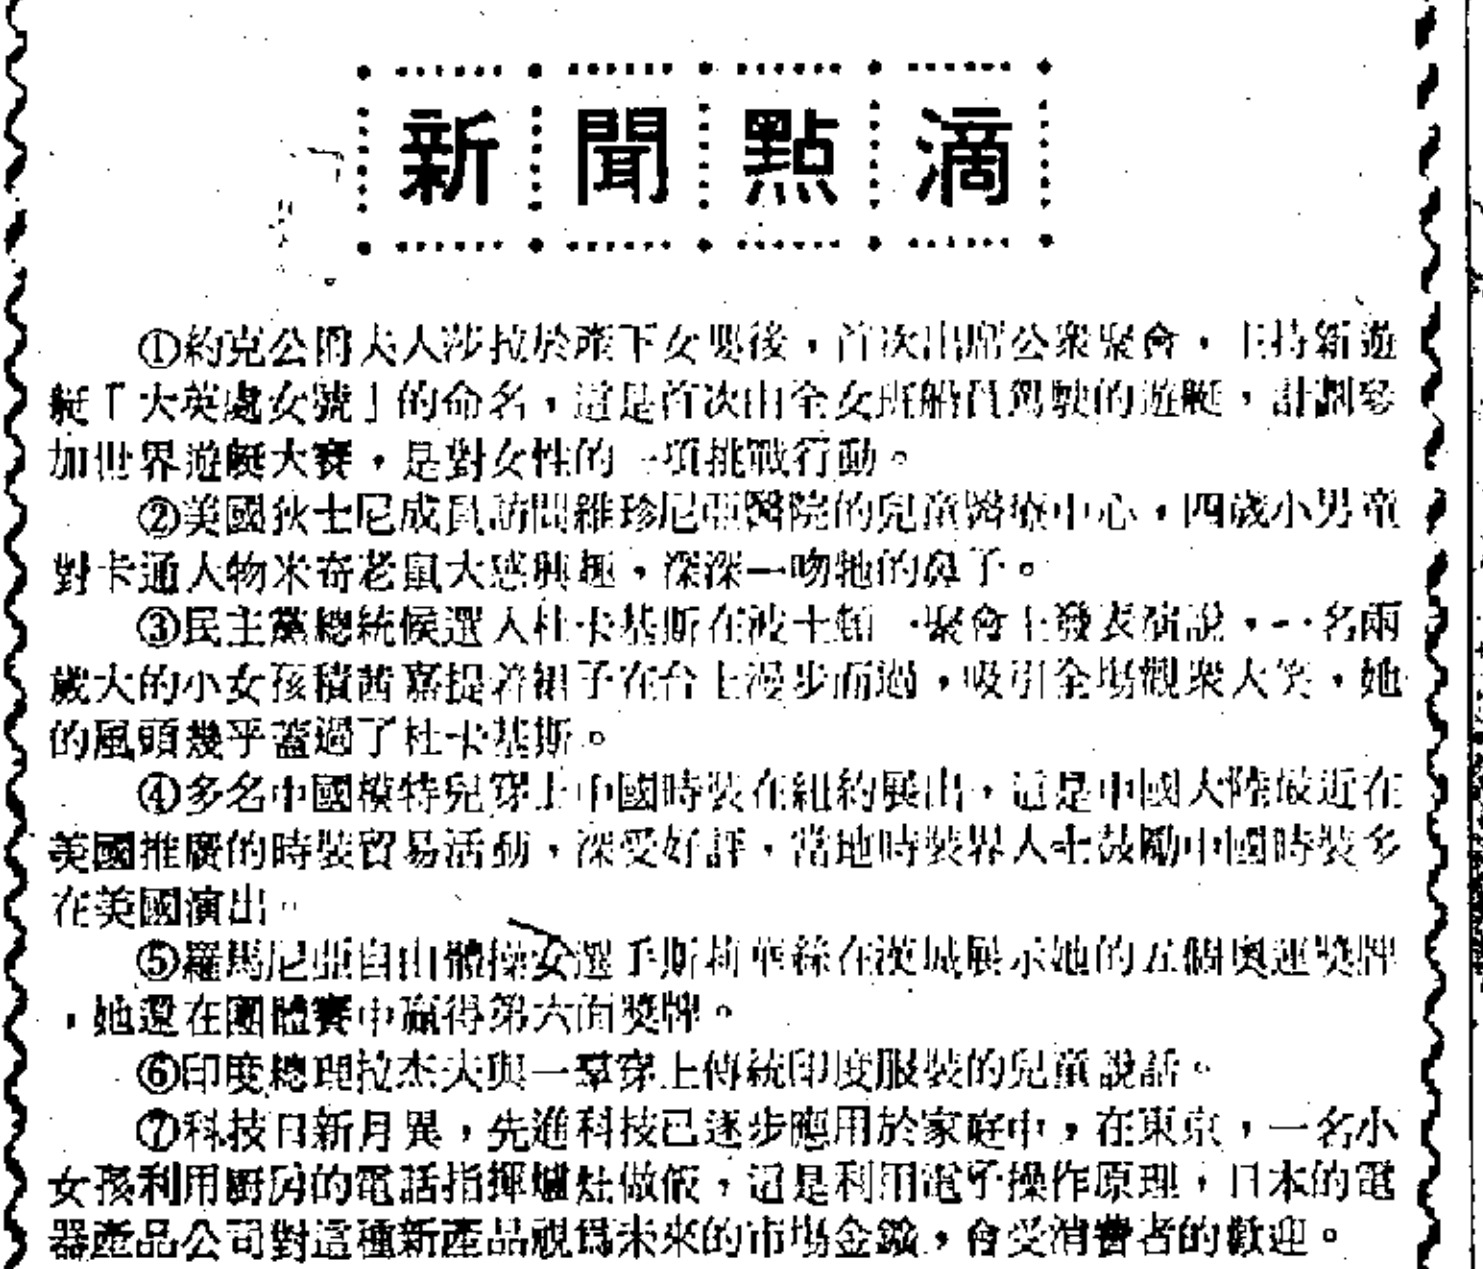 新聞點滴
①約克公爵夫人莎拉於產下女嬰後，首次出席公衆聚會，主持新遊
艇「大英處女號」的命名，這是首次由全女班船員駕駛的遊艇，計劃參
加世界遊艇大賽，是對女性的一項挑戰行動。
②美國狄士尼成員訪問維珍尼亞醫院的兒童醫療中心，四歲小男童
對卡通人物米奇老鼠大感興趣，深深一吻牠的鼻子。
③民主黨總統候選人杜卡基斯在波士頓一聚會上發表演說，一名兩
歲大的小女孩積茜嘉提着裙子在台上漫步而過，吸引全場觀衆大笑，她
的風頭幾乎蓋過了杜卡基斯。
④多名中國模特兒穿上中國時裝在紐約展出，這是中國大陸最近在
美國推廣的時裝貿易活動，深受好評，當地時裝界人士鼓勵中國時裝多
在美國演出。
⑤羅馬尼亞自由體操女選手斯莉華絲在漢城展示她的五個奧運獎牌
，她還在團體賽中贏得第六面獎牌。
⑥印度總理拉杰夫與一羣穿上傳統印度服裝的兒童說話。
⑦科技日新月異，先進科技已逐步應用於家庭中，在東京，一名小
女孩利用廚房的電話指揮爐灶做飯，這是利用電子操作原理，日本的電
器產品公司對這種新產品視爲未來的市場金鑛，會受消費者的歡迎。